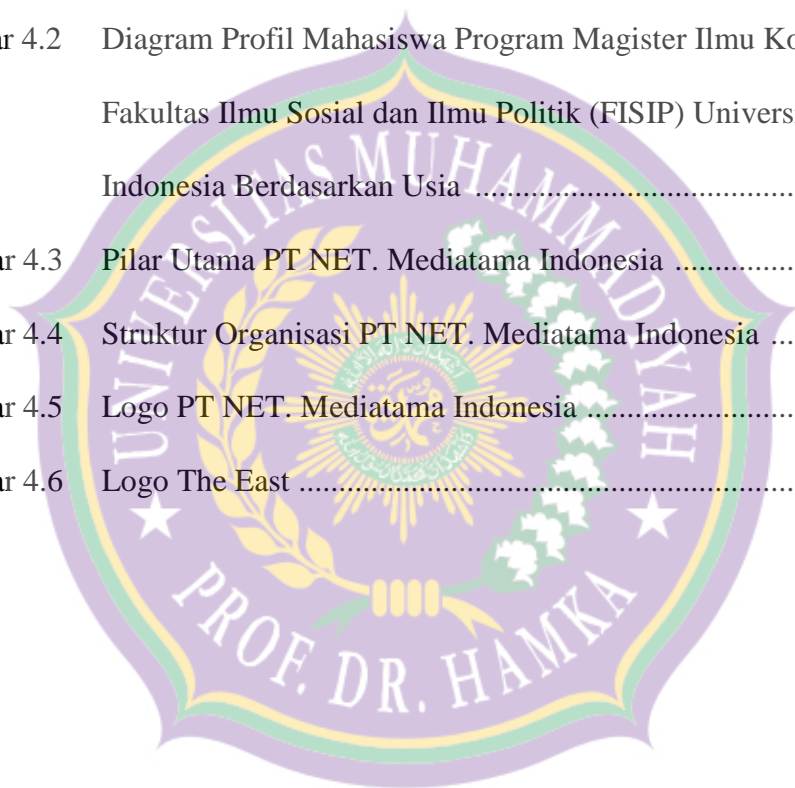 ar 4.2 Diagram Profil Mahasiswa Program Magister Ilmu Ko
Fakultas Ilmu Sosial dan Ilmu Politik (FISIP) Universi
Indonesia Berdasarkan Usia ....................................
ar 4.3 Pilar Utama PT NET. Mediatama Indonesia .............
ar 4.4 Struktur Organisasi PT NET. Mediatama Indonesia ...
ar 4.5 Logo PT NET. Mediatama Indonesia .......................
ar 4.6 Logo The East .......................................................
UNIVERSITAS MUHAMMADIYAH
PROF. DR. HAMKA